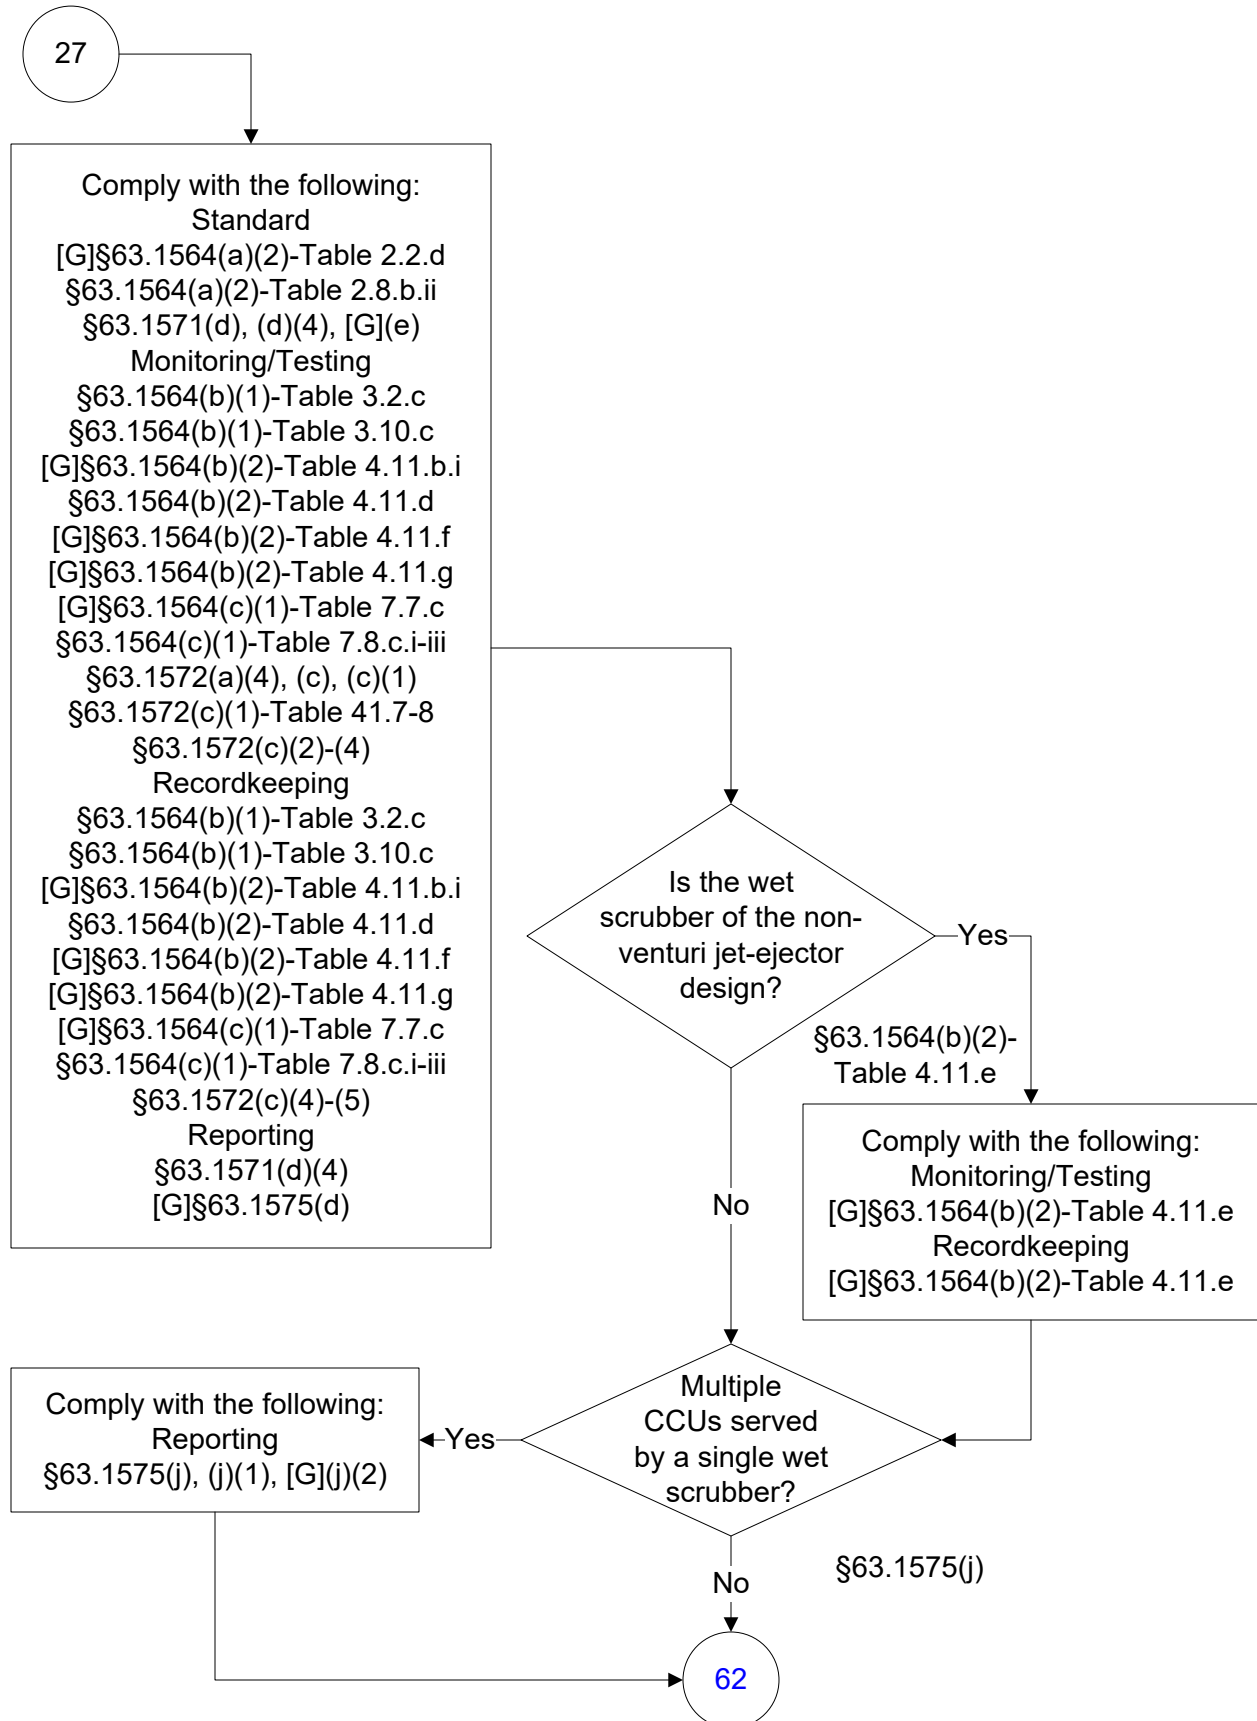 27
Comply with the following:
Standard
[G]§63.1564(a)(2)-Table 2.2.d
§63.1564(a)(2)-Table 2.8.b.ii
§63.1571(d), (d)(4), [G](e)
Monitoring/Testing
§63.1564(b)(1)-Table 3.2.c
§63.1564(b)(1)-Table 3.10.c
[G]§63.1564(b)(2)-Table 4.11.b.i
§63.1564(b)(2)-Table 4.11.d
[G]§63.1564(b)(2)-Table 4.11.f
[G]§63.1564(b)(2)-Table 4.11.g
[G]§63.1564(c)(1)-Table 7.7.c
§63.1564(c)(1)-Table 7.8.c.i-iii
§63.1572(a)(4), (c), (c)(1)
§63.1572(c)(1)-Table 41.7-8
§63.1572(c)(2)-(4)
Recordkeeping
§63.1564(b)(1)-Table 3.2.c
§63.1564(b)(1)-Table 3.10.c
[G]§63.1564(b)(2)-Table 4.11.b.i
§63.1564(b)(2)-Table 4.11.d
[G]§63.1564(b)(2)-Table 4.11.f
[G]§63.1564(b)(2)-Table 4.11.g
[G]§63.1564(c)(1)-Table 7.7.c
§63.1564(c)(1)-Table 7.8.c.i-iii
§63.1572(c)(4)-(5)
Reporting
§63.1571(d)(4)
[G]§63.1575(d)
Is the wet
scrubber of the non-
venturi jet-ejector
design?
Yes
§63.1564(b)(2)-
Table 4.11.e
Comply with the following:
Monitoring/Testing
[G]§63.1564(b)(2)-Table 4.11.e
Recordkeeping
[G]§63.1564(b)(2)-Table 4.11.e
No
Multiple
CCUs served
by a single wet
scrubber?
Yes
Comply with the following:
Reporting
§63.1575(j), (j)(1), [G](j)(2)
No
§63.1575(j)
62